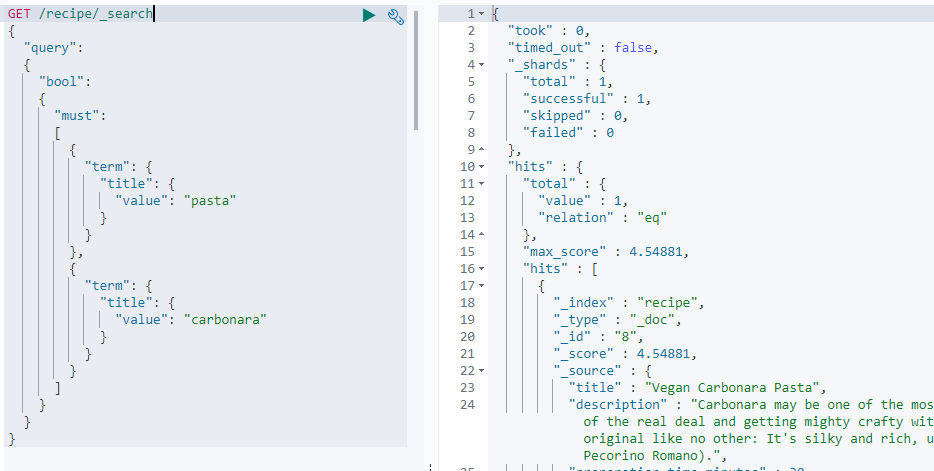 GET /recipe/_search
{
"query":
{
"bool":
{
"must":
[
{
"term": {
"title": {
"value": "pasta"
}
}
},
{
"term": {
"title": {
"value": "carbonara"
}
}
}
]
}
}
}
1 {
2 "took" : 0,
3 "timed_out" : false,
4 "_shards" : {
5 "total" : 1,
6 "successful" : 1,
7 "skipped" : 0,
8 "failed" : 0
9 },
10 "hits" : {
11 "total" : {
12 "value" : 1,
13 "relation" : "eq"
14 },
15 "max_score" : 4.54881,
16 "hits" : [
17 {
18 "_index" : "recipe",
19 "_type" : "_doc",
20 "_id" : "8",
21 "_score" : 4.54881,
22 "_source" : {
23 "title" : "Vegan Carbonara Pasta",
24 "description" : "Carbonara may be one of the mos
of the real deal and getting mighty crafty wit
original like no other: It's silky and rich, u
Pecorino Romano).",